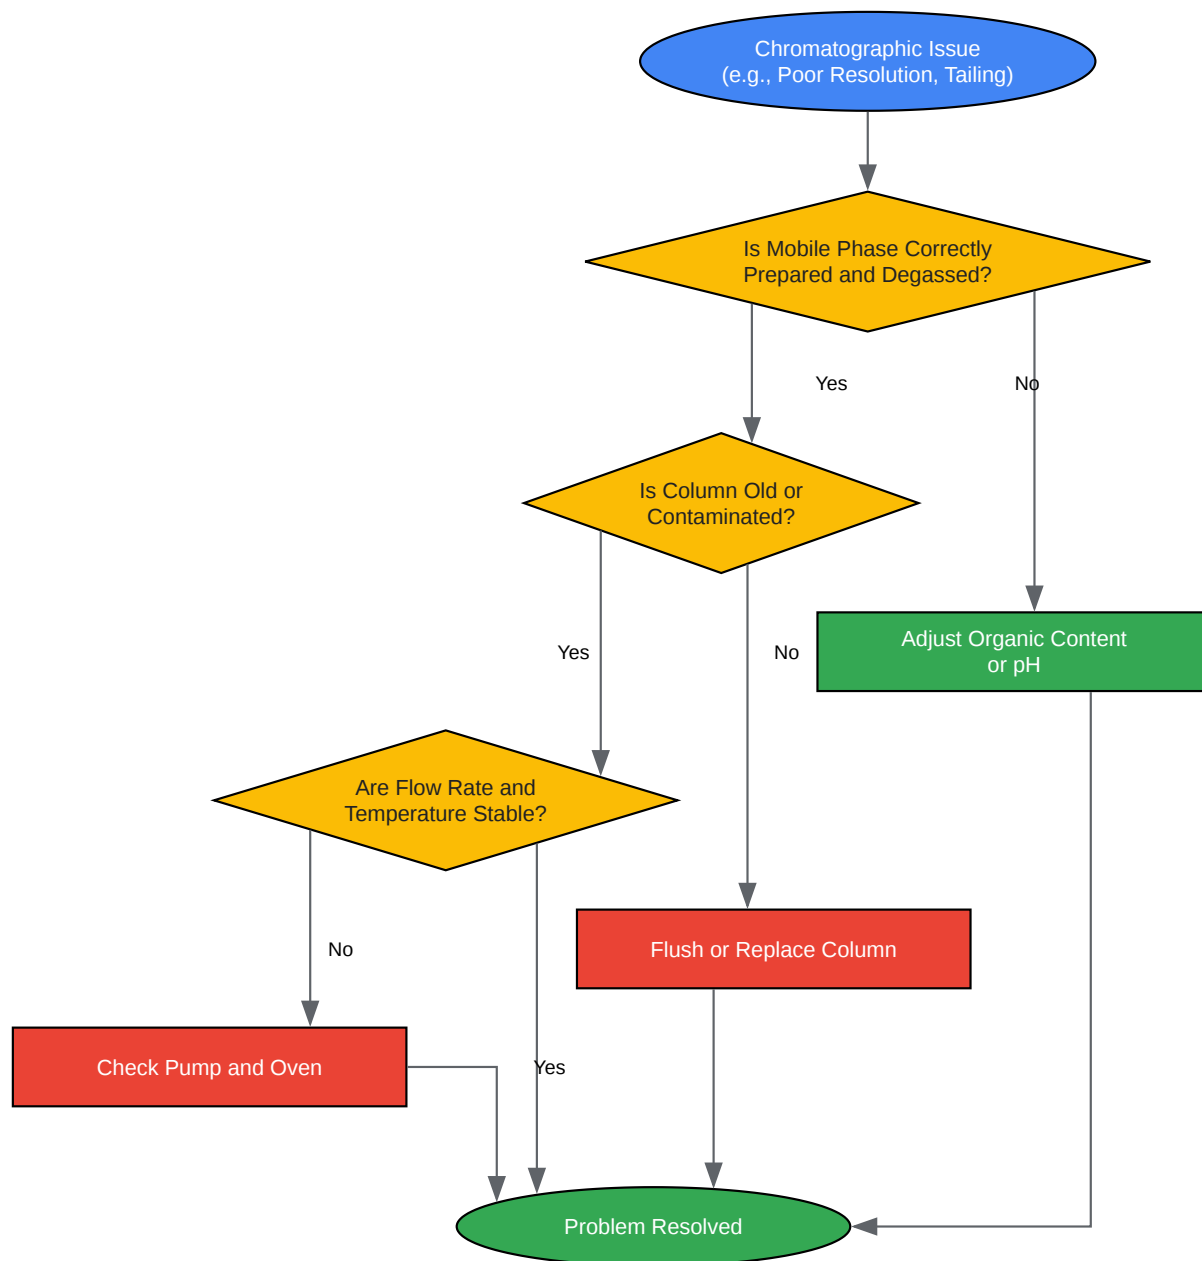 Chromatographic Issue
(e.g., Poor Resolution, Tailing)
Is Mobile Phase Correctly
Prepared and Degassed?
Yes
No
Is Column Old or
Contaminated?
Yes
No
Adjust Organic Content
or pH
Are Flow Rate and
Temperature Stable?
No
Flush or Replace Column
Check Pump and Oven
Yes
Problem Resolved